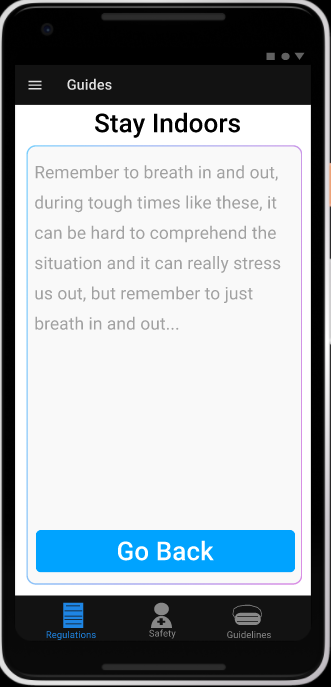 Guides
Stay Indoors
Remember to breath in and out,
during tough times like these, it
can be hard to comprehend the
situation and it can really stress
us out, but remember to just
breath in and out...
Go Back
Regulations
Safety
Guidelines